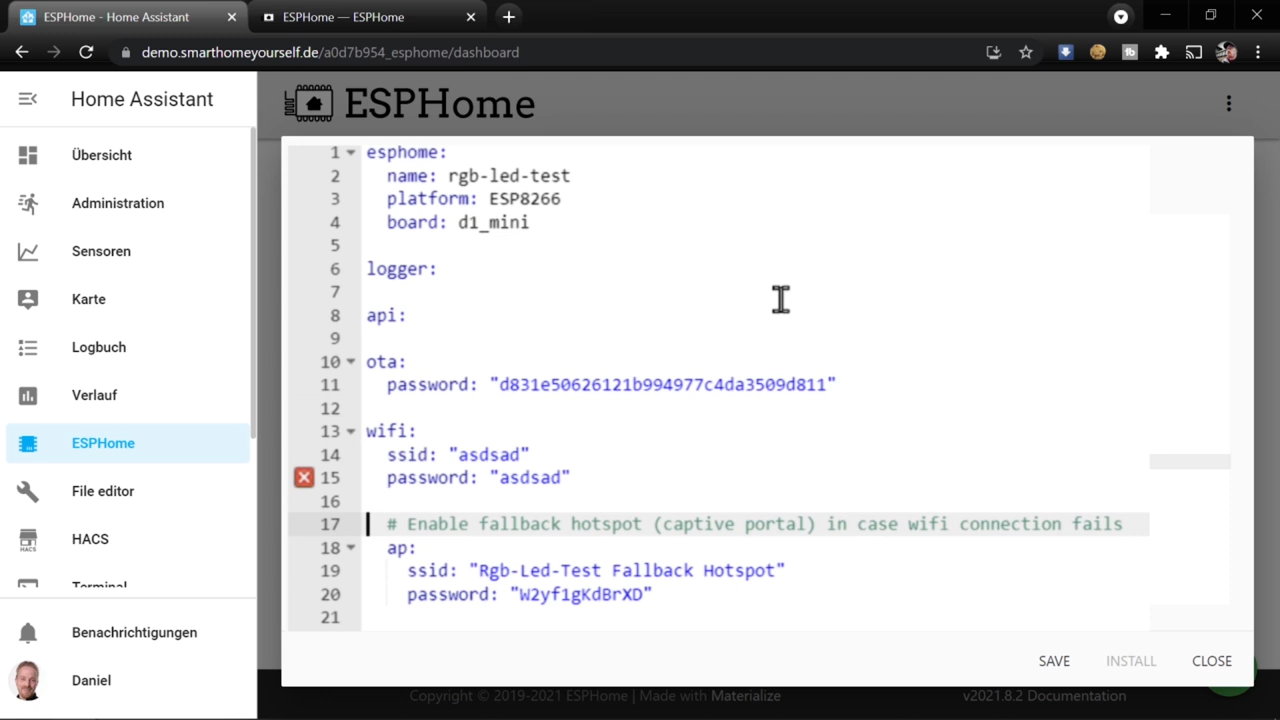 ESPHome - Home Assistant
ESPHome — ESPHome
demo.smarthomeyourself.de/a0d7b954_esphome/dashboard
Home Assistant
Übersicht
Administration
Sensoren
Karte
Logbuch
Verlauf
ESPHome
File editor
HACS
HACS
Terminal
Benachrichtigungen
Daniel
ESPHome
1 esphome:
2 name: rgb-led-test
3 platform: ESP8266
4 board: d1_mini
5
6 logger:
7
8 api:
9
10 ota:
11 password: "d831e50626121b994977c4da3509d811"
12
13 wifi:
14 ssid: "asdsad"
15 password: "asdsad"
16
17 # Enable fallback hotspot (captive portal) in case wifi connection fails
18 ap:
19 ssid: "Rgb-Led-Test Fallback Hotspot"
20 password: "W2yf1gKdBrXD"
21
SAVE
INSTALL
CLOSE
Copyright © 2019-2021 ESPHome | Made with Materialize
v2021.8.2 Documentation